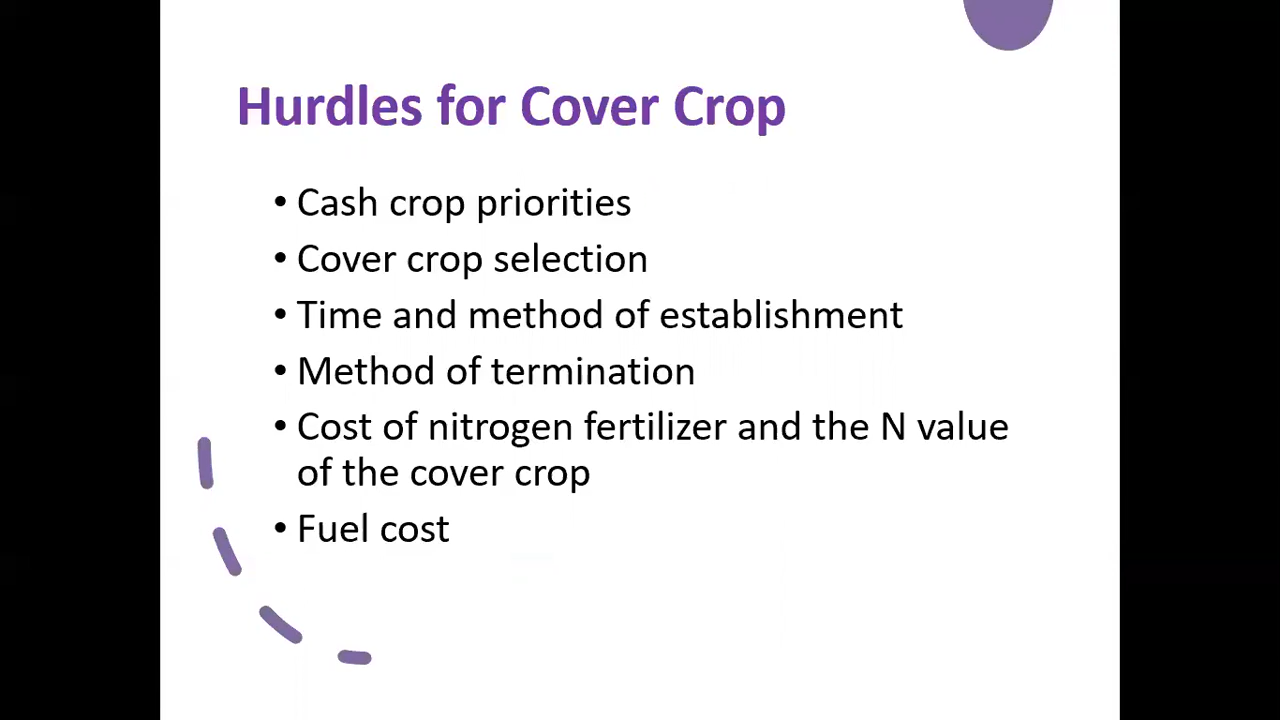 Hurdles for Cover Crop
• Cash crop priorities
• Cover crop selection
• Time and method of establishment
• Method of termination
• Cost of nitrogen fertilizer and the N value
of the cover crop
• Fuel cost